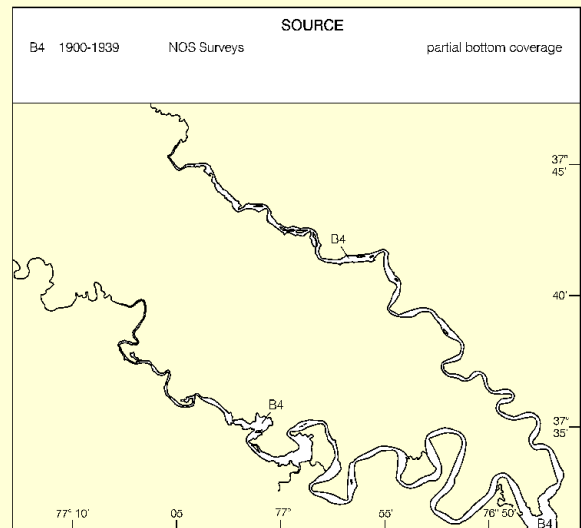 SOURCE
B4 1900-1939 NOS Surveys partial bottom coverage
37°
45'
B4
40'
B4
37°
35'
77° 10' 05 77° 55' 76° 50'
B4